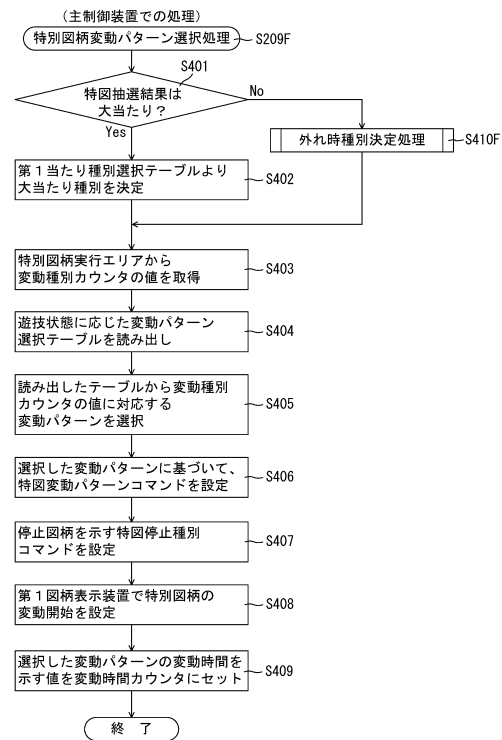 (主制御装置での処理)
特別図柄変動パターン選択処理
S209F
S401
特図抽選結果は
大当たり?
No
Yes
外れ時種別決定処理
S410F
第1当たり種別選択テーブルより
大当たり種別を決定
S402
特別図柄実行エリアから
変動種別カウンタの値を取得
S403
遊技状態に応じた変動パターン
選択テーブルを読み出し
S404
読み出したテーブルから変動種別
カウンタの値に対応する
変動パターンを選択
S405
選択した変動パターンに基づいて、
特図変動パターンコマンドを設定
S406
停止図柄を示す特図停止種別
コマンドを設定
S407
第1図柄表示装置で特別図柄の
変動開始を設定
S408
選択した変動パターンの変動時間を
示す値を変動時間カウンタにセット
S409
終 了